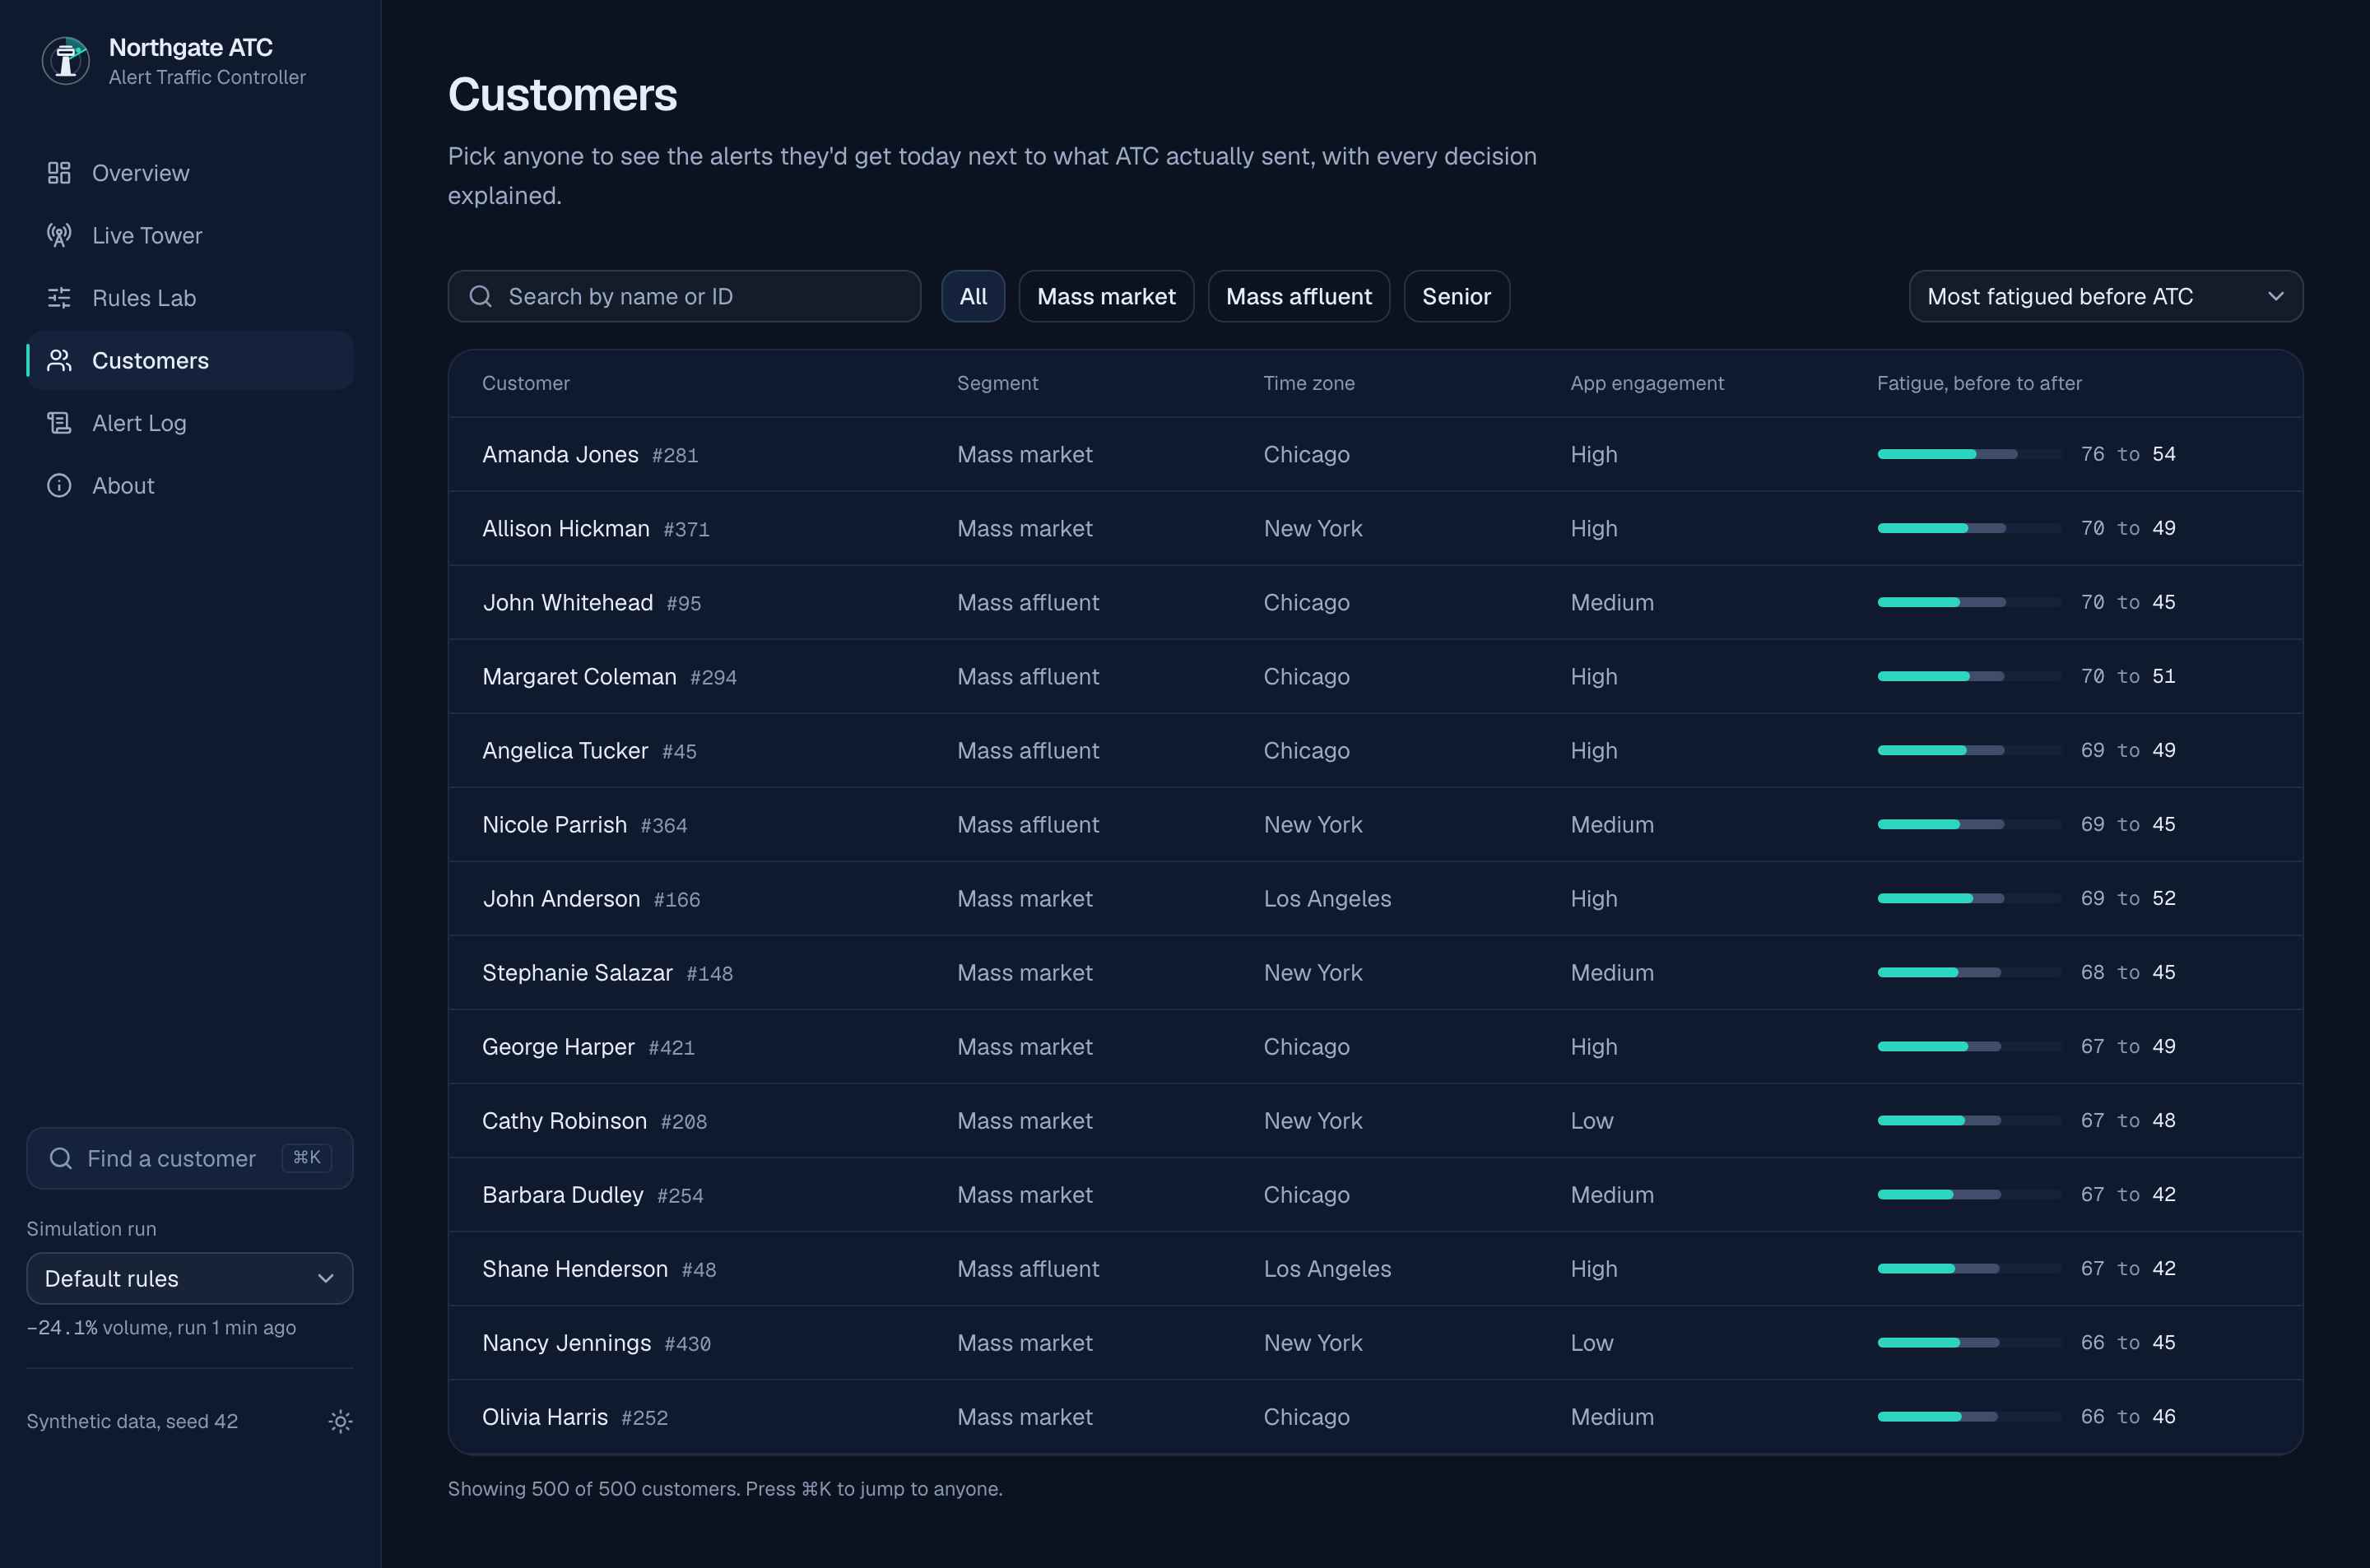 Northgate ATC
Alert Traffic Controller
Overview
Live Tower
Rules Lab
Customers
Alert Log
About
Find a customer ⌘K
Simulation run
Default rules
−24.1% volume, run 1 min ago
Synthetic data, seed 42
Customers
Pick anyone to see the alerts they'd get today next to what ATC actually sent, with every decision
explained.
Search by name or ID All Mass market Mass affluent Senior Most fatigued before ATC
Customer Segment Time zone App engagement Fatigue, before to after
Amanda Jones #281 Mass market Chicago High 76 to 54
Allison Hickman #371 Mass market New York High 70 to 49
John Whitehead #95 Mass affluent Chicago Medium 70 to 45
Margaret Coleman #294 Mass affluent Chicago High 70 to 51
Angelica Tucker #45 Mass affluent Chicago High 69 to 49
Nicole Parrish #364 Mass affluent New York Medium 69 to 45
John Anderson #166 Mass market Los Angeles High 69 to 52
Stephanie Salazar #148 Mass market New York Medium 68 to 45
George Harper #421 Mass market Chicago High 67 to 49
Cathy Robinson #208 Mass market New York Low 67 to 48
Barbara Dudley #254 Mass market Chicago Medium 67 to 42
Shane Henderson #48 Mass affluent Los Angeles High 67 to 42
Nancy Jennings #430 Mass market New York Low 66 to 45
Olivia Harris #252 Mass market Chicago Medium 66 to 46
Showing 500 of 500 customers. Press ⌘K to jump to anyone.